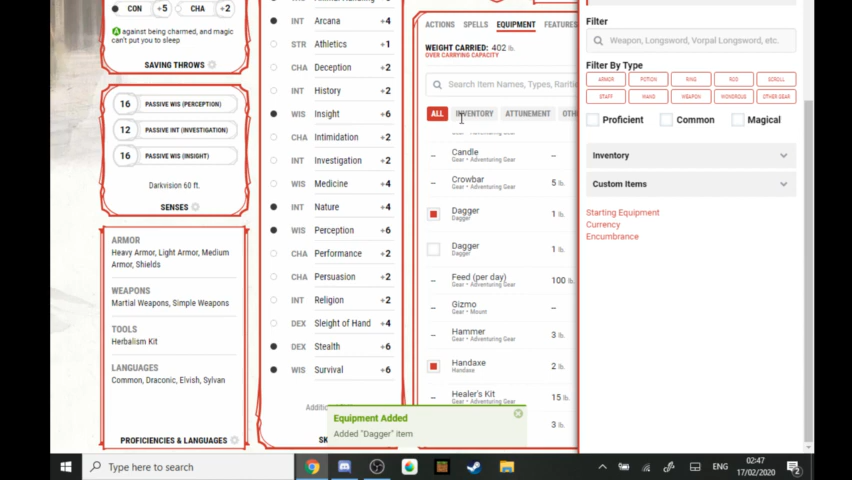 CON +5 CHA +2
A against being charmed, and magic
can't put you to sleep
SAVING THROWS
16 PASSIVE WIS (PERCEPTION)
12 PASSIVE INT (INVESTIGATION)
16 PASSIVE WIS (INSIGHT)
Darkvision 60 ft.
SENSES
ARMOR
Heavy Armor, Light Armor, Medium
Armor, Shields
WEAPONS
Martial Weapons, Simple Weapons
TOOLS
Herbalism Kit
LANGUAGES
Common, Draconic, Elvish, Sylvan
PROFICIENCIES & LANGUAGES
INT Arcana +4
STR Athletics +1
CHA Deception +2
INT History +2
WIS Insight +6
CHA Intimidation +2
INT Investigation +2
WIS Medicine +4
INT Nature +4
WIS Perception +6
CHA Performance +2
CHA Persuasion +2
INT Religion +2
DEX Sleight of Hand +4
DEX Stealth +6
WIS Survival +6
ACTIONS SPELLS EQUIPMENT FEATURES
WEIGHT CARRIED: 402 lb.
OVER CARRYING CAPACITY
Search Item Names, Types, Rarities
ALL INVENTORY ATTUNEMENT OTH
Gear • Adventuring Gear
Candle --
Gear • Adventuring Gear
Crowbar 5 lb.
Gear • Adventuring Gear
Dagger 1 lb.
Dagger
Dagger 1 lb.
Dagger
Feed (per day) 100 lb.
Gear • Adventuring Gear
Gizmo --
Gear • Mount
Hammer 3 lb.
Gear • Adventuring Gear
Handaxe 2 lb.
Handaxe
Healer's Kit 15 lb.
Gear • Adventuring Gear
3 lb.
Equipment Added
Added "Dagger" item
Filter
Weapon, Longsword, Vorpal Longsword, etc.
Filter By Type
ARMOR POTION RING ROD SCROLL
STAFF WAND WEAPON WONDROUS OTHER GEAR
Proficient Common Magical
Inventory
Custom Items
Starting Equipment
Currency
Encumbrance
Type here to search
ENG
02:47
17/02/2020
2